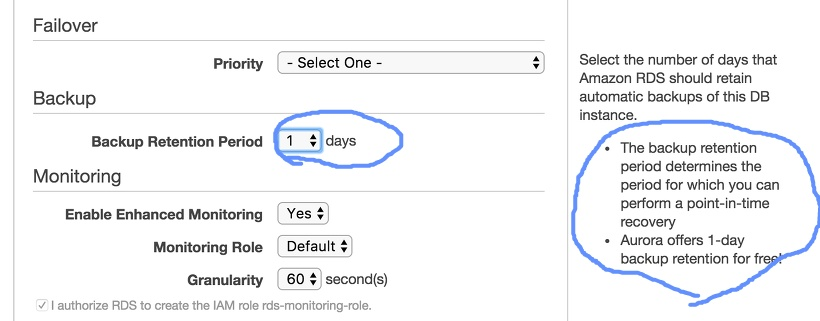 Failover
Priority - Select One -
Backup
Backup Retention Period 1 days
Monitoring
Enable Enhanced Monitoring Yes
Monitoring Role Default
Granularity 60 second(s)
I authorize RDS to create the IAM role rds-monitoring-role.
Select the number of days that
Amazon RDS should retain
automatic backups of this DB
instance.
• The backup retention
period determines the
period for which you can
perform a point-in-time
recovery
• Aurora offers 1-day
backup retention for free!